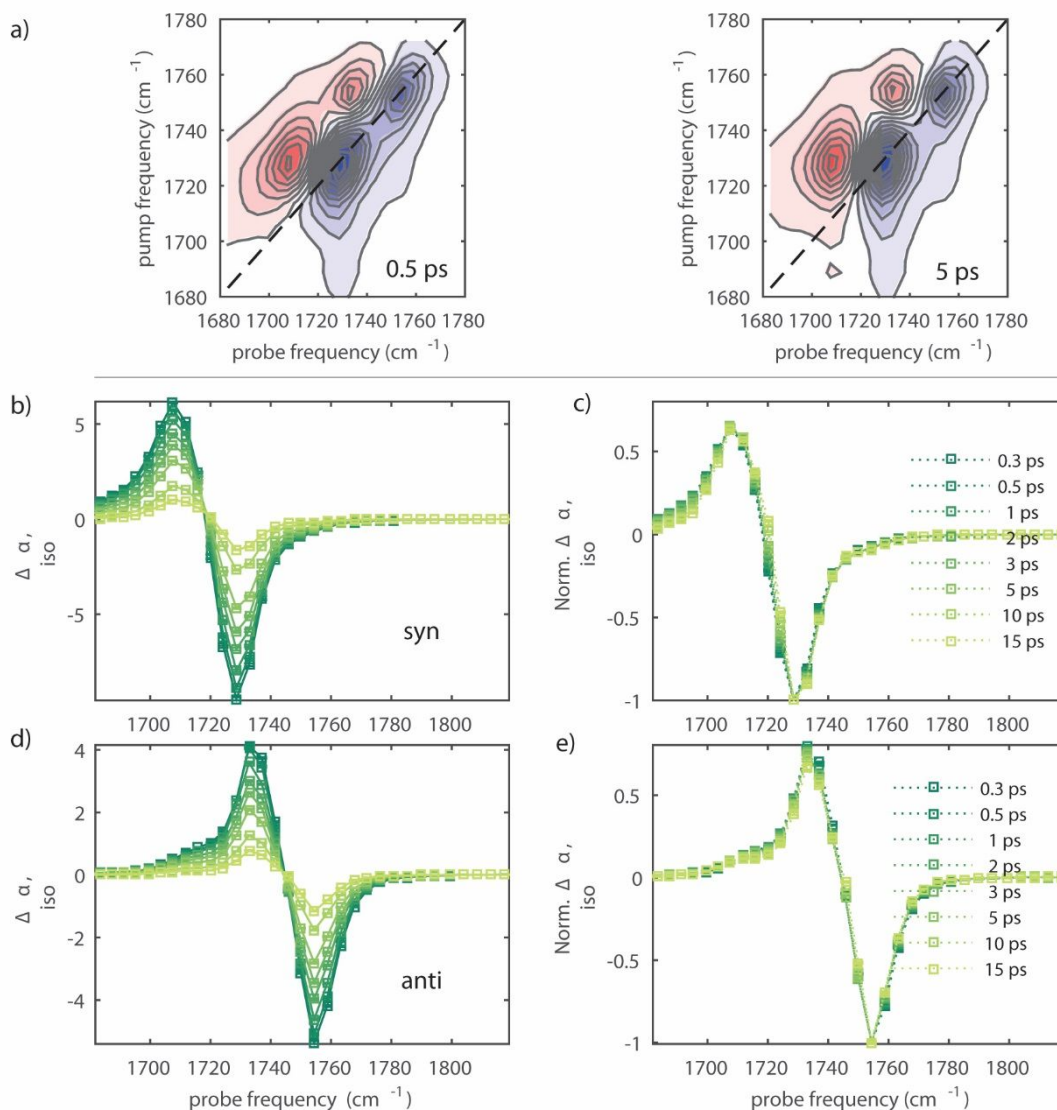 a)
pump frequency (cm⁻¹)
1780
1760
1740
1720
1700
1680
0.5 ps
1680 1700 1720 1740 1760 1780
probe frequency (cm⁻¹)
pump frequency (cm⁻¹)
1780
1760
1740
1720
1700
1680
5 ps
1680 1700 1720 1740 1760 1780
probe frequency (cm⁻¹)
b)
Δ α, iso
5
0
-5
syn
1700 1720 1740 1760 1780 1800
c)
Norm. Δ α, iso
0.5
0
-0.5
-1
0.3 ps
0.5 ps
1 ps
2 ps
3 ps
5 ps
10 ps
15 ps
1700 1720 1740 1760 1780 1800
d)
Δ α, iso
4
2
0
2
4
anti
1700 1720 1740 1760 1780 1800
probe frequency (cm⁻¹)
e)
Norm. Δ α, iso
0.5
0
-0.5
-1
0.3 ps
0.5 ps
1 ps
2 ps
3 ps
5 ps
10 ps
15 ps
1700 1720 1740 1760 1780 1800
probe frequency (cm⁻¹)